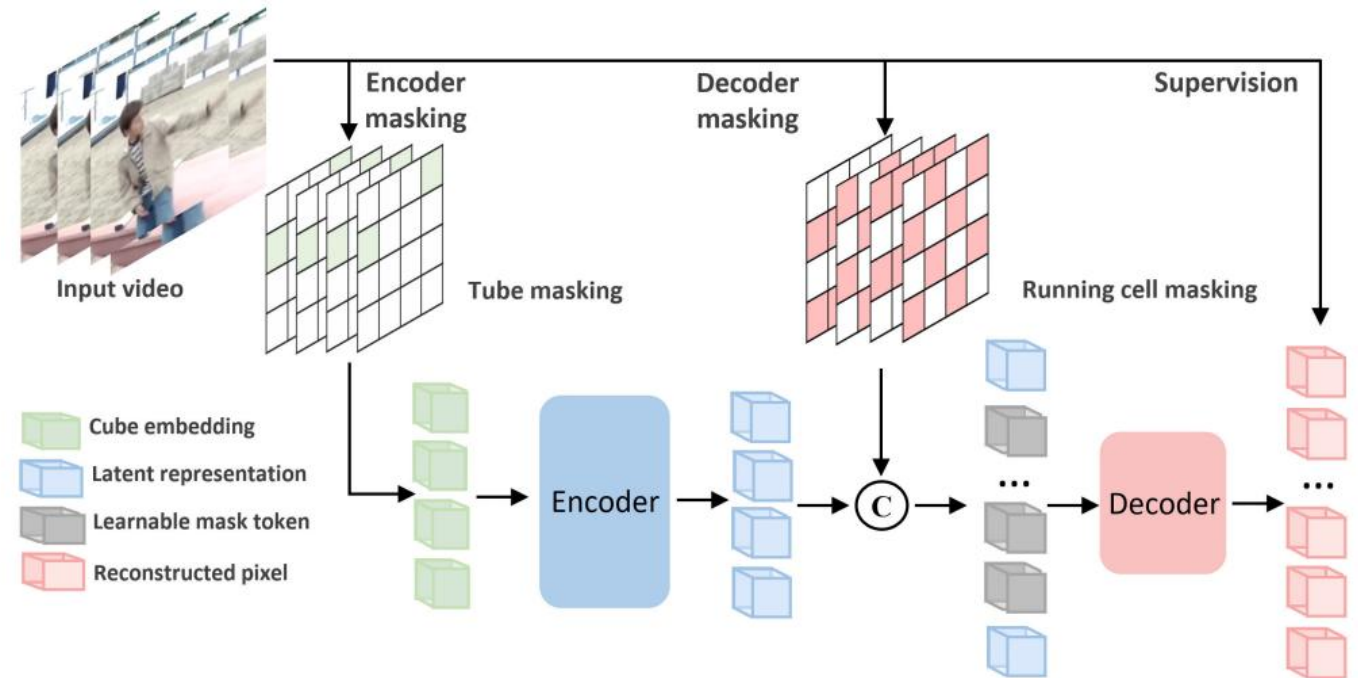 Encoder
masking
Decoder
masking
Supervision
Input video
Tube masking
Running cell masking
Cube embedding
Latent representation
Learnable mask token
Reconstructed pixel
Encoder
C
...
Decoder
...